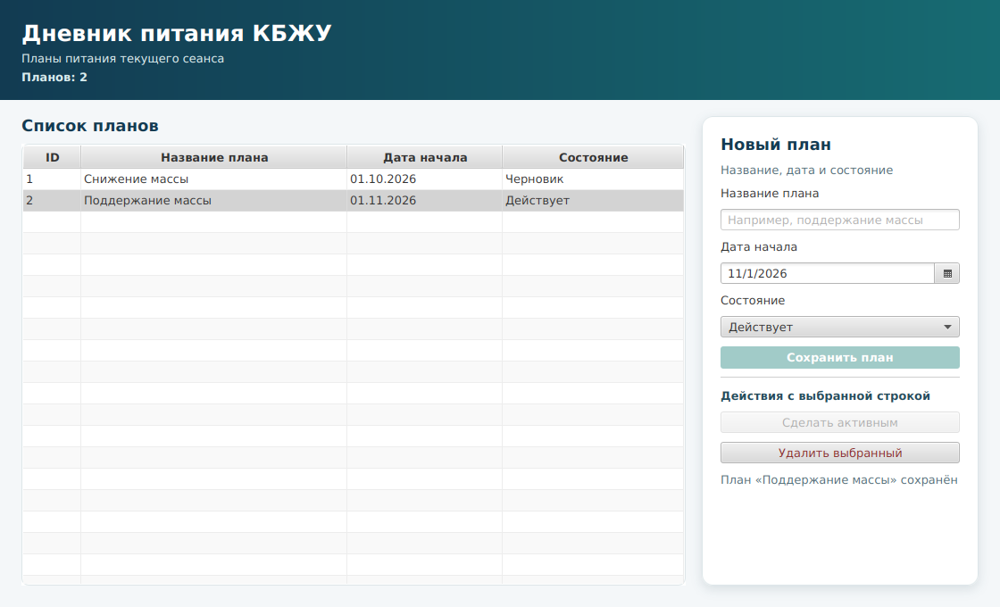 Дневник питания КБЖУ
Планы питания текущего сеанса
Планов: 2
Список планов
ID Название плана Дата начала Состояние
1 Снижение массы 01.10.2026 Черновик
2 Поддержание массы 01.11.2026 Действует
Новый план
Название, дата и состояние
Название плана
Например, поддержание массы
Дата начала
11/1/2026
Состояние
Действует
Сохранить план
Действия с выбранной строкой
Сделать активным
Удалить выбранный
План «Поддержание массы» сохранён